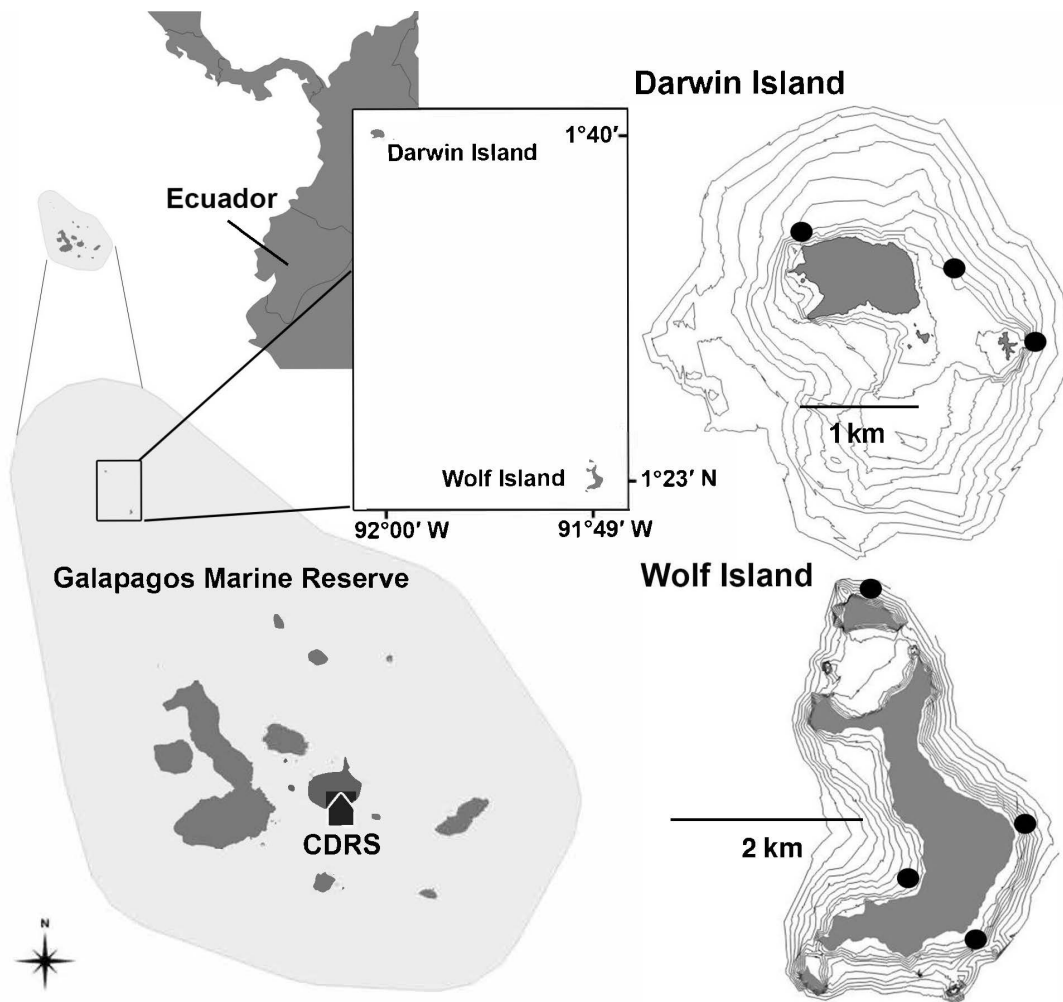 Darwin Island
1°40′
Darwin Island
Ecuador
Wolf Island
1°23′ N
92°00′ W
91°49′ W
1 km
Galapagos Marine Reserve
Wolf Island
2 km
CDRS
N